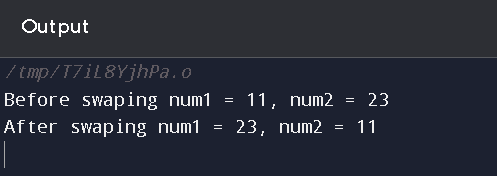 Output
/tmp/T7iL8YjhPa.o
Before swaping num1 = 11, num2 = 23
After swaping num1 = 23, num2 = 11